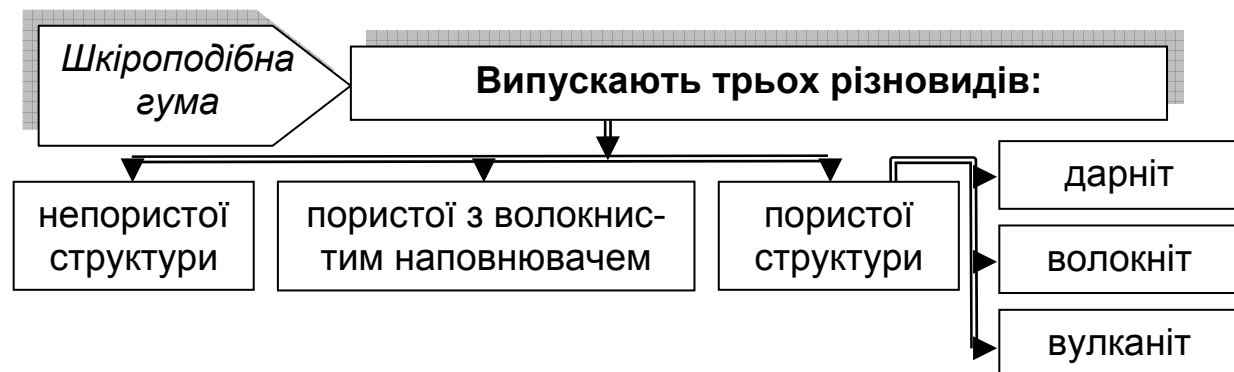 Шкіроподібна
гума
Випускають трьох різновидів:
непористої
структури
пористої з волокнис-
тим наповнювачем
пористої
структури
дарніт
волокніт
вулканіт